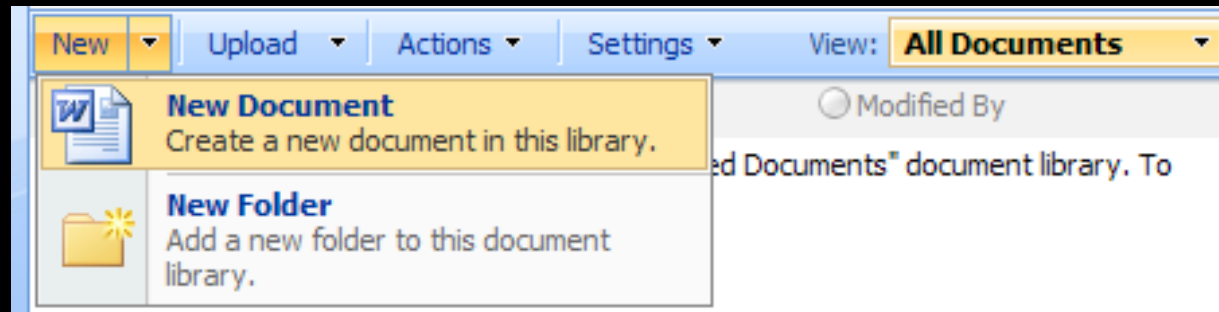 New Upload Actions Settings View: All Documents
New Document
Create a new document in this library.
Modified By
ed Documents" document library. To
New Folder
Add a new folder to this document
library.